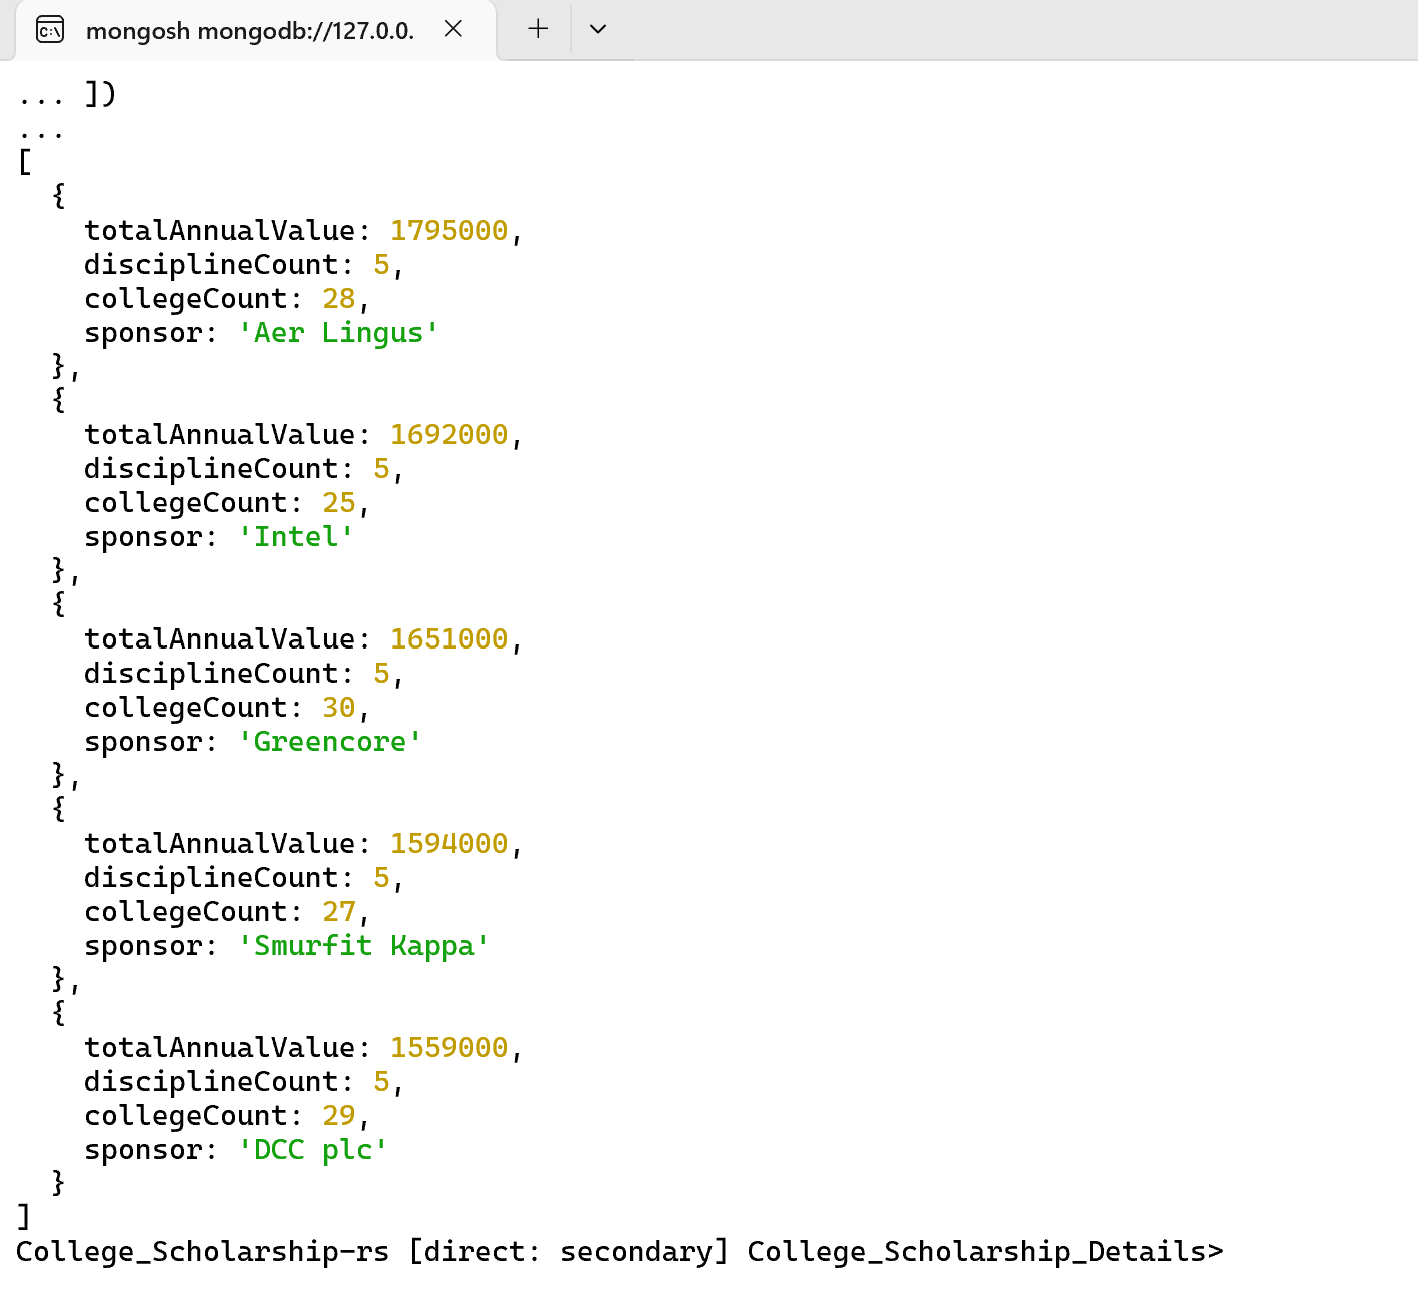 mongosh mongodb://127.0.0.
... ])
...
[
  {
    totalAnnualValue: 1795000,
    disciplineCount: 5,
    collegeCount: 28,
    sponsor: 'Aer Lingus'
  },
  {
    totalAnnualValue: 1692000,
    disciplineCount: 5,
    collegeCount: 25,
    sponsor: 'Intel'
  },
  {
    totalAnnualValue: 1651000,
    disciplineCount: 5,
    collegeCount: 30,
    sponsor: 'Greencore'
  },
  {
    totalAnnualValue: 1594000,
    disciplineCount: 5,
    collegeCount: 27,
    sponsor: 'Smurfit Kappa'
  },
  {
    totalAnnualValue: 1559000,
    disciplineCount: 5,
    collegeCount: 29,
    sponsor: 'DCC plc'
  }
]
College_Scholarship-rs [direct: secondary] College_Scholarship_Details>